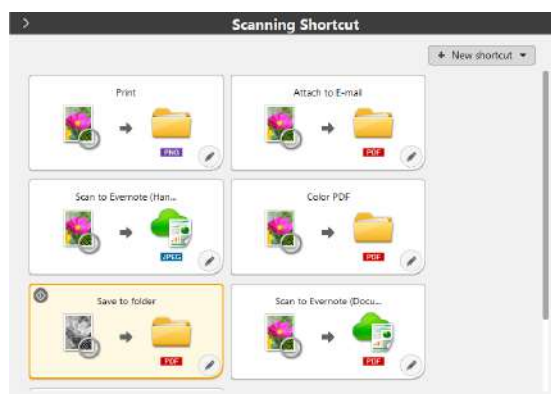 Scanning Shortcut
+ New shortcut
Print
PNG
Attach to E-mail
PDF
Scan to Evernote (Han...
JPEG
Color PDF
PDF
Save to folder
PDF
Scan to Evernote (Docu...
PDF